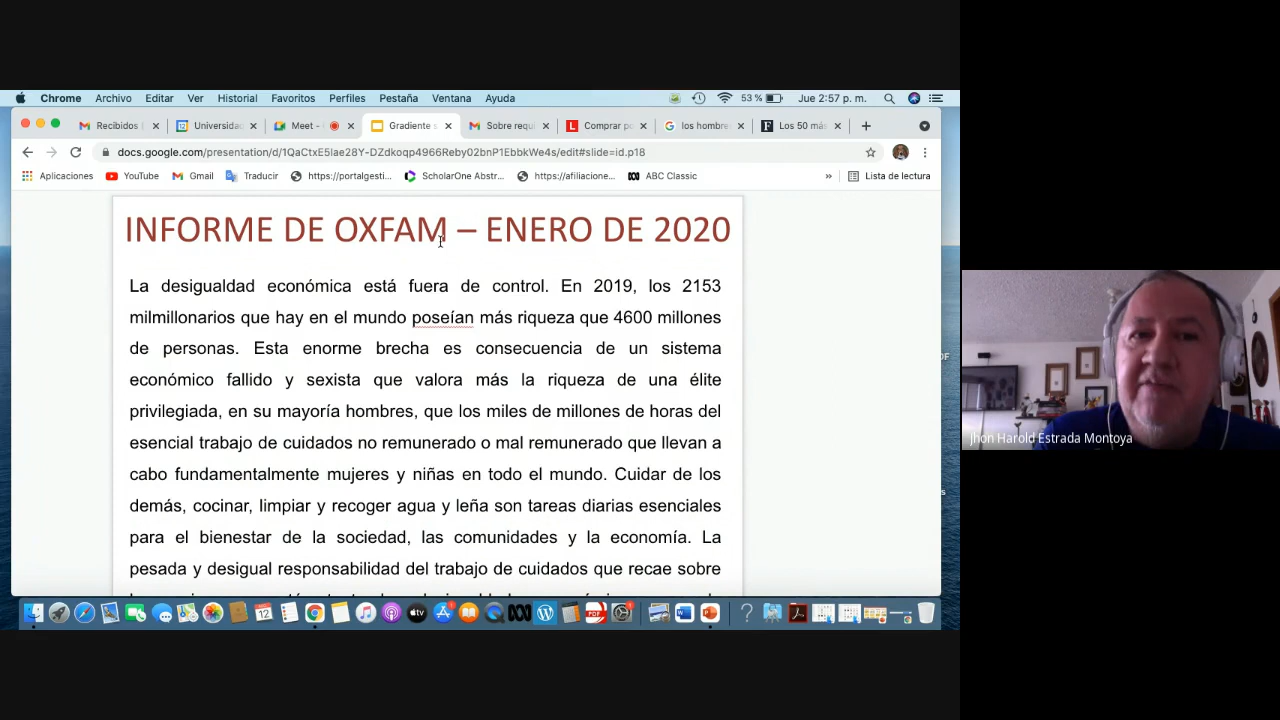 Chrome Archivo Editar Ver Historial Favoritos Perfiles Pestaña Ventana Ayuda 53 % Jue 2:57 p. m.
Recibidos Universidad Meet - Gradiente s Sobre requi Comprar po los hombre Los 50 más
docs.google.com/presentation/d/1QaCtxE5lae28Y-DZdkoqp4966Reby02bnP1EbbkWe4s/edit#slide=id.p18
Aplicaciones YouTube Gmail Traducir https://portalgesti... ScholarOne Abstr... https://afiliacione... ABC Classic » Lista de lectura
INFORME DE OXFAM – ENERO DE 2020
La desigualdad económica está fuera de control. En 2019, los 2153
milmillonarios que hay en el mundo poseían más riqueza que 4600 millones
de personas. Esta enorme brecha es consecuencia de un sistema
económico fallido y sexista que valora más la riqueza de una élite
privilegiada, en su mayoría hombres, que los miles de millones de horas del
esencial trabajo de cuidados no remunerado o mal remunerado que llevan a
cabo fundamentalmente mujeres y niñas en todo el mundo. Cuidar de los
demás, cocinar, limpiar y recoger agua y leña son tareas diarias esenciales
para el bienestar de la sociedad, las comunidades y la economía. La
pesada y desigual responsabilidad del trabajo de cuidados que recae sobre
Jhon Harold Estrada Montoya